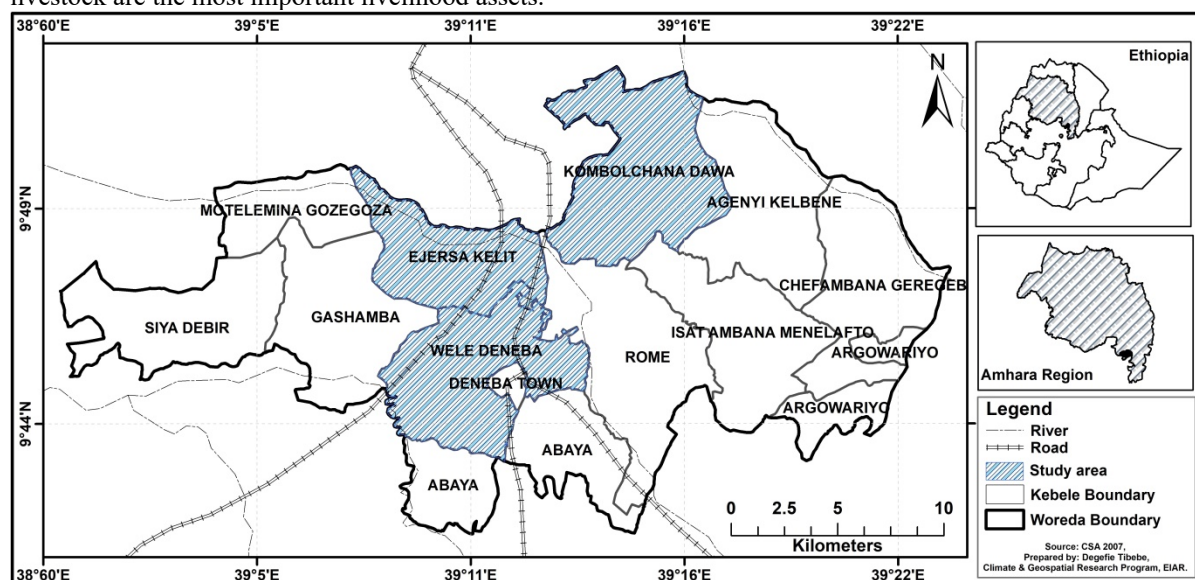 livestock are the most important livelihood assets.
38°60'E
39°5'E
39°11'E
39°16'E
39°22'E
N
Ethiopia
KOMBOLCHANA DAWA
9°49'N
MOTELEMINA GOZEGOZA
AGENYI KELBENE
9°49'N
EJERSA KELIT
CHEFAMBANA GEREGEB
SIYA DEBIR
GASHAMBA
ISAT AMBANA MENELAFTO
WELE DENEBA
ROME
ARGOWARIYO
DENEBA TOWN
Amhara Region
ARGOWARIYO
9°44'N
9°44'N
ABAYA
ABAYA
0 2.5 5 10
Kilometers
Legend
River
Road
Study area
Kebele Boundary
Woreda Boundary
Source: CSA 2007,
Prepared by: Degefie Tibebe,
Climate & Geospatial Research Program, EIAR.
38°60'E
39°5'E
39°11'E
39°16'E
39°22'E